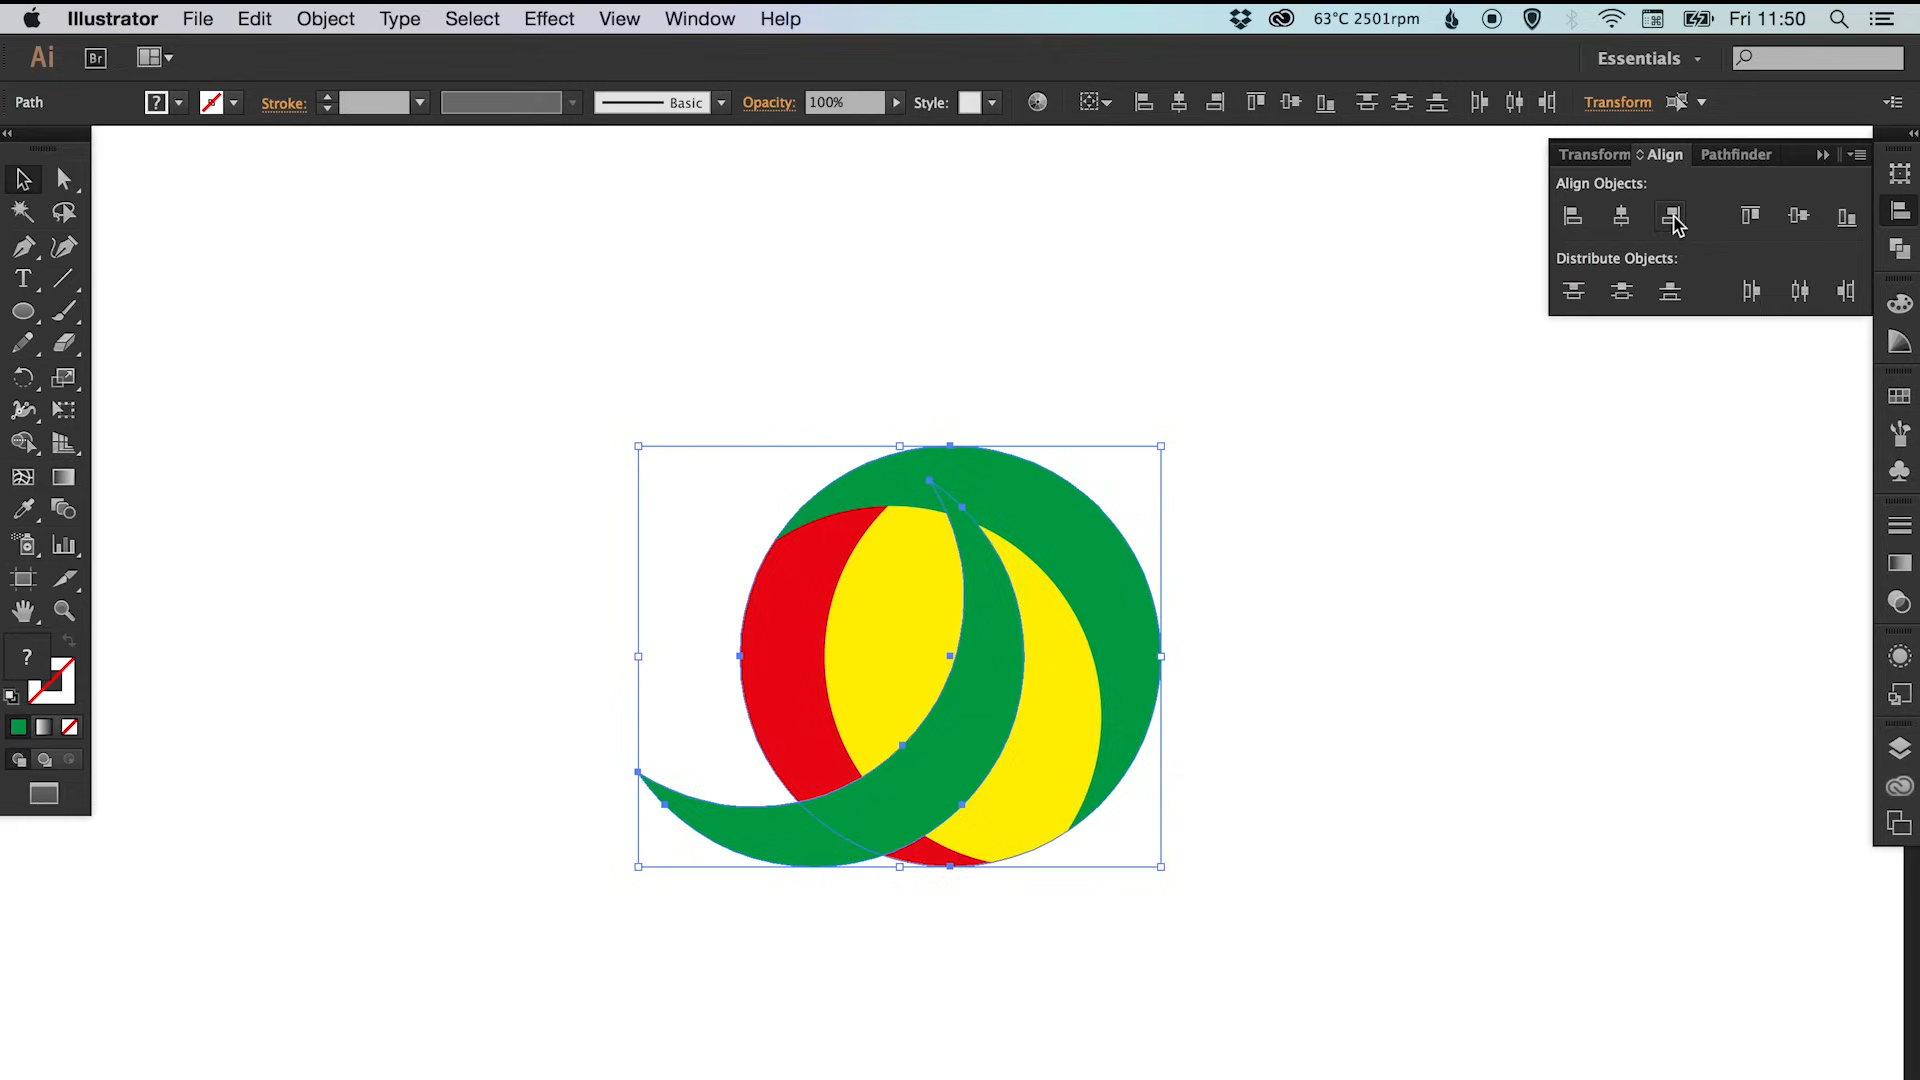 Illustrator File Edit Object Type Select Effect View Window Help 63°C 2501rpm Fri 11:50
Ai Br Essentials
Path ? Stroke: Basic Opacity: 100% Style: Transform
Transform Align Pathfinder
Align Objects:
Distribute Objects:
T
?